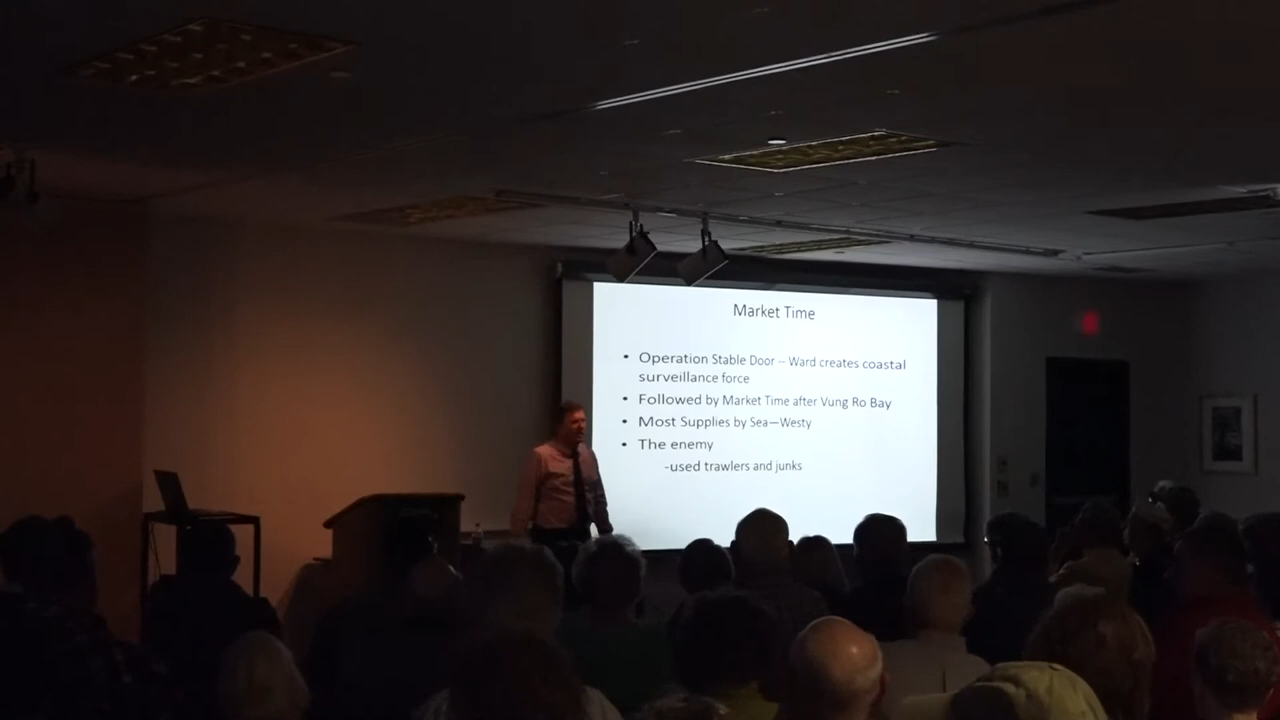 Market Time
• Operation Stable Door – Ward creates coastal
surveillance force
• Followed by Market Time after Vung Ro Bay
• Most Supplies by Sea—Westy
• The enemy
-used trawlers and junks